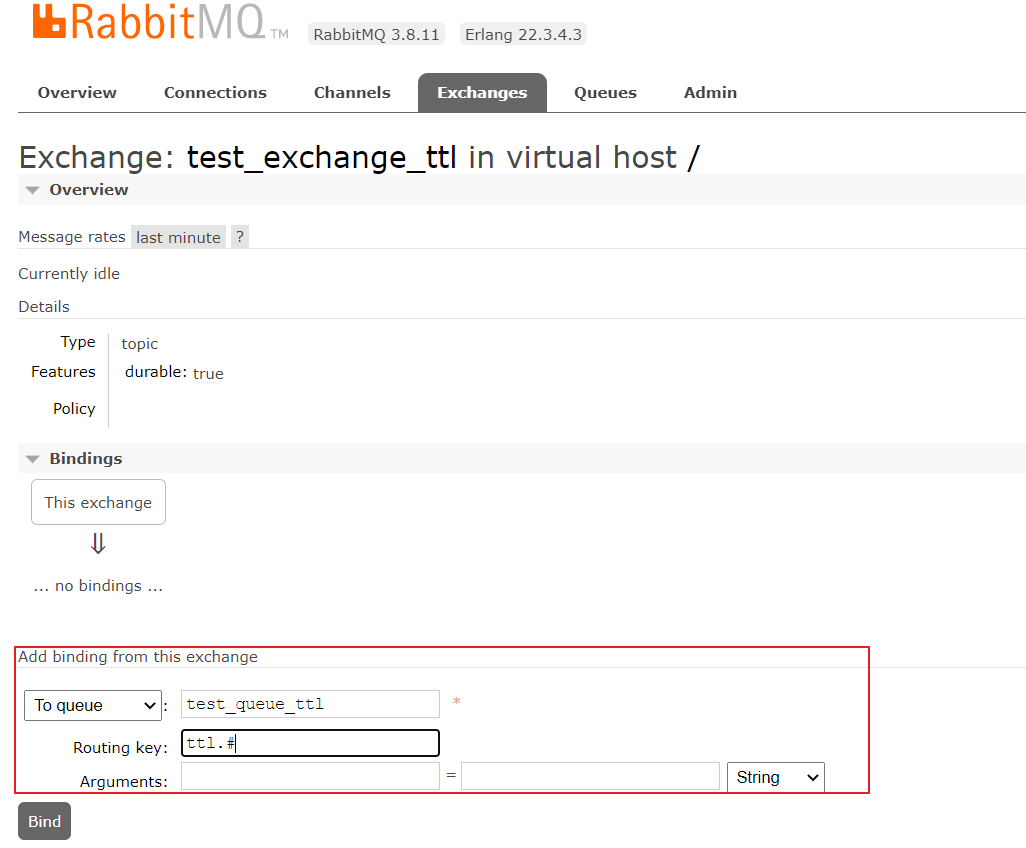 RabbitMQ TM RabbitMQ 3.8.11 Erlang 22.3.4.3
Overview Connections Channels Exchanges Queues Admin
Exchange: test_exchange_ttl in virtual host /
Overview
Message rates last minute ?
Currently idle
Details
Type topic
Features durable: true
Policy
Bindings
This exchange
⇓
... no bindings ...
Add binding from this exchange
To queue : test_queue_ttl *
Routing key: ttl.#
Arguments: = String
Bind